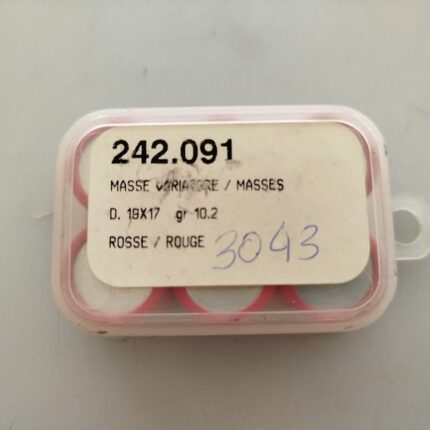 242.091
MASSE VARIATORE / MASSES
D. 19X17 gr 10.2
ROSSE / ROUGE
3043